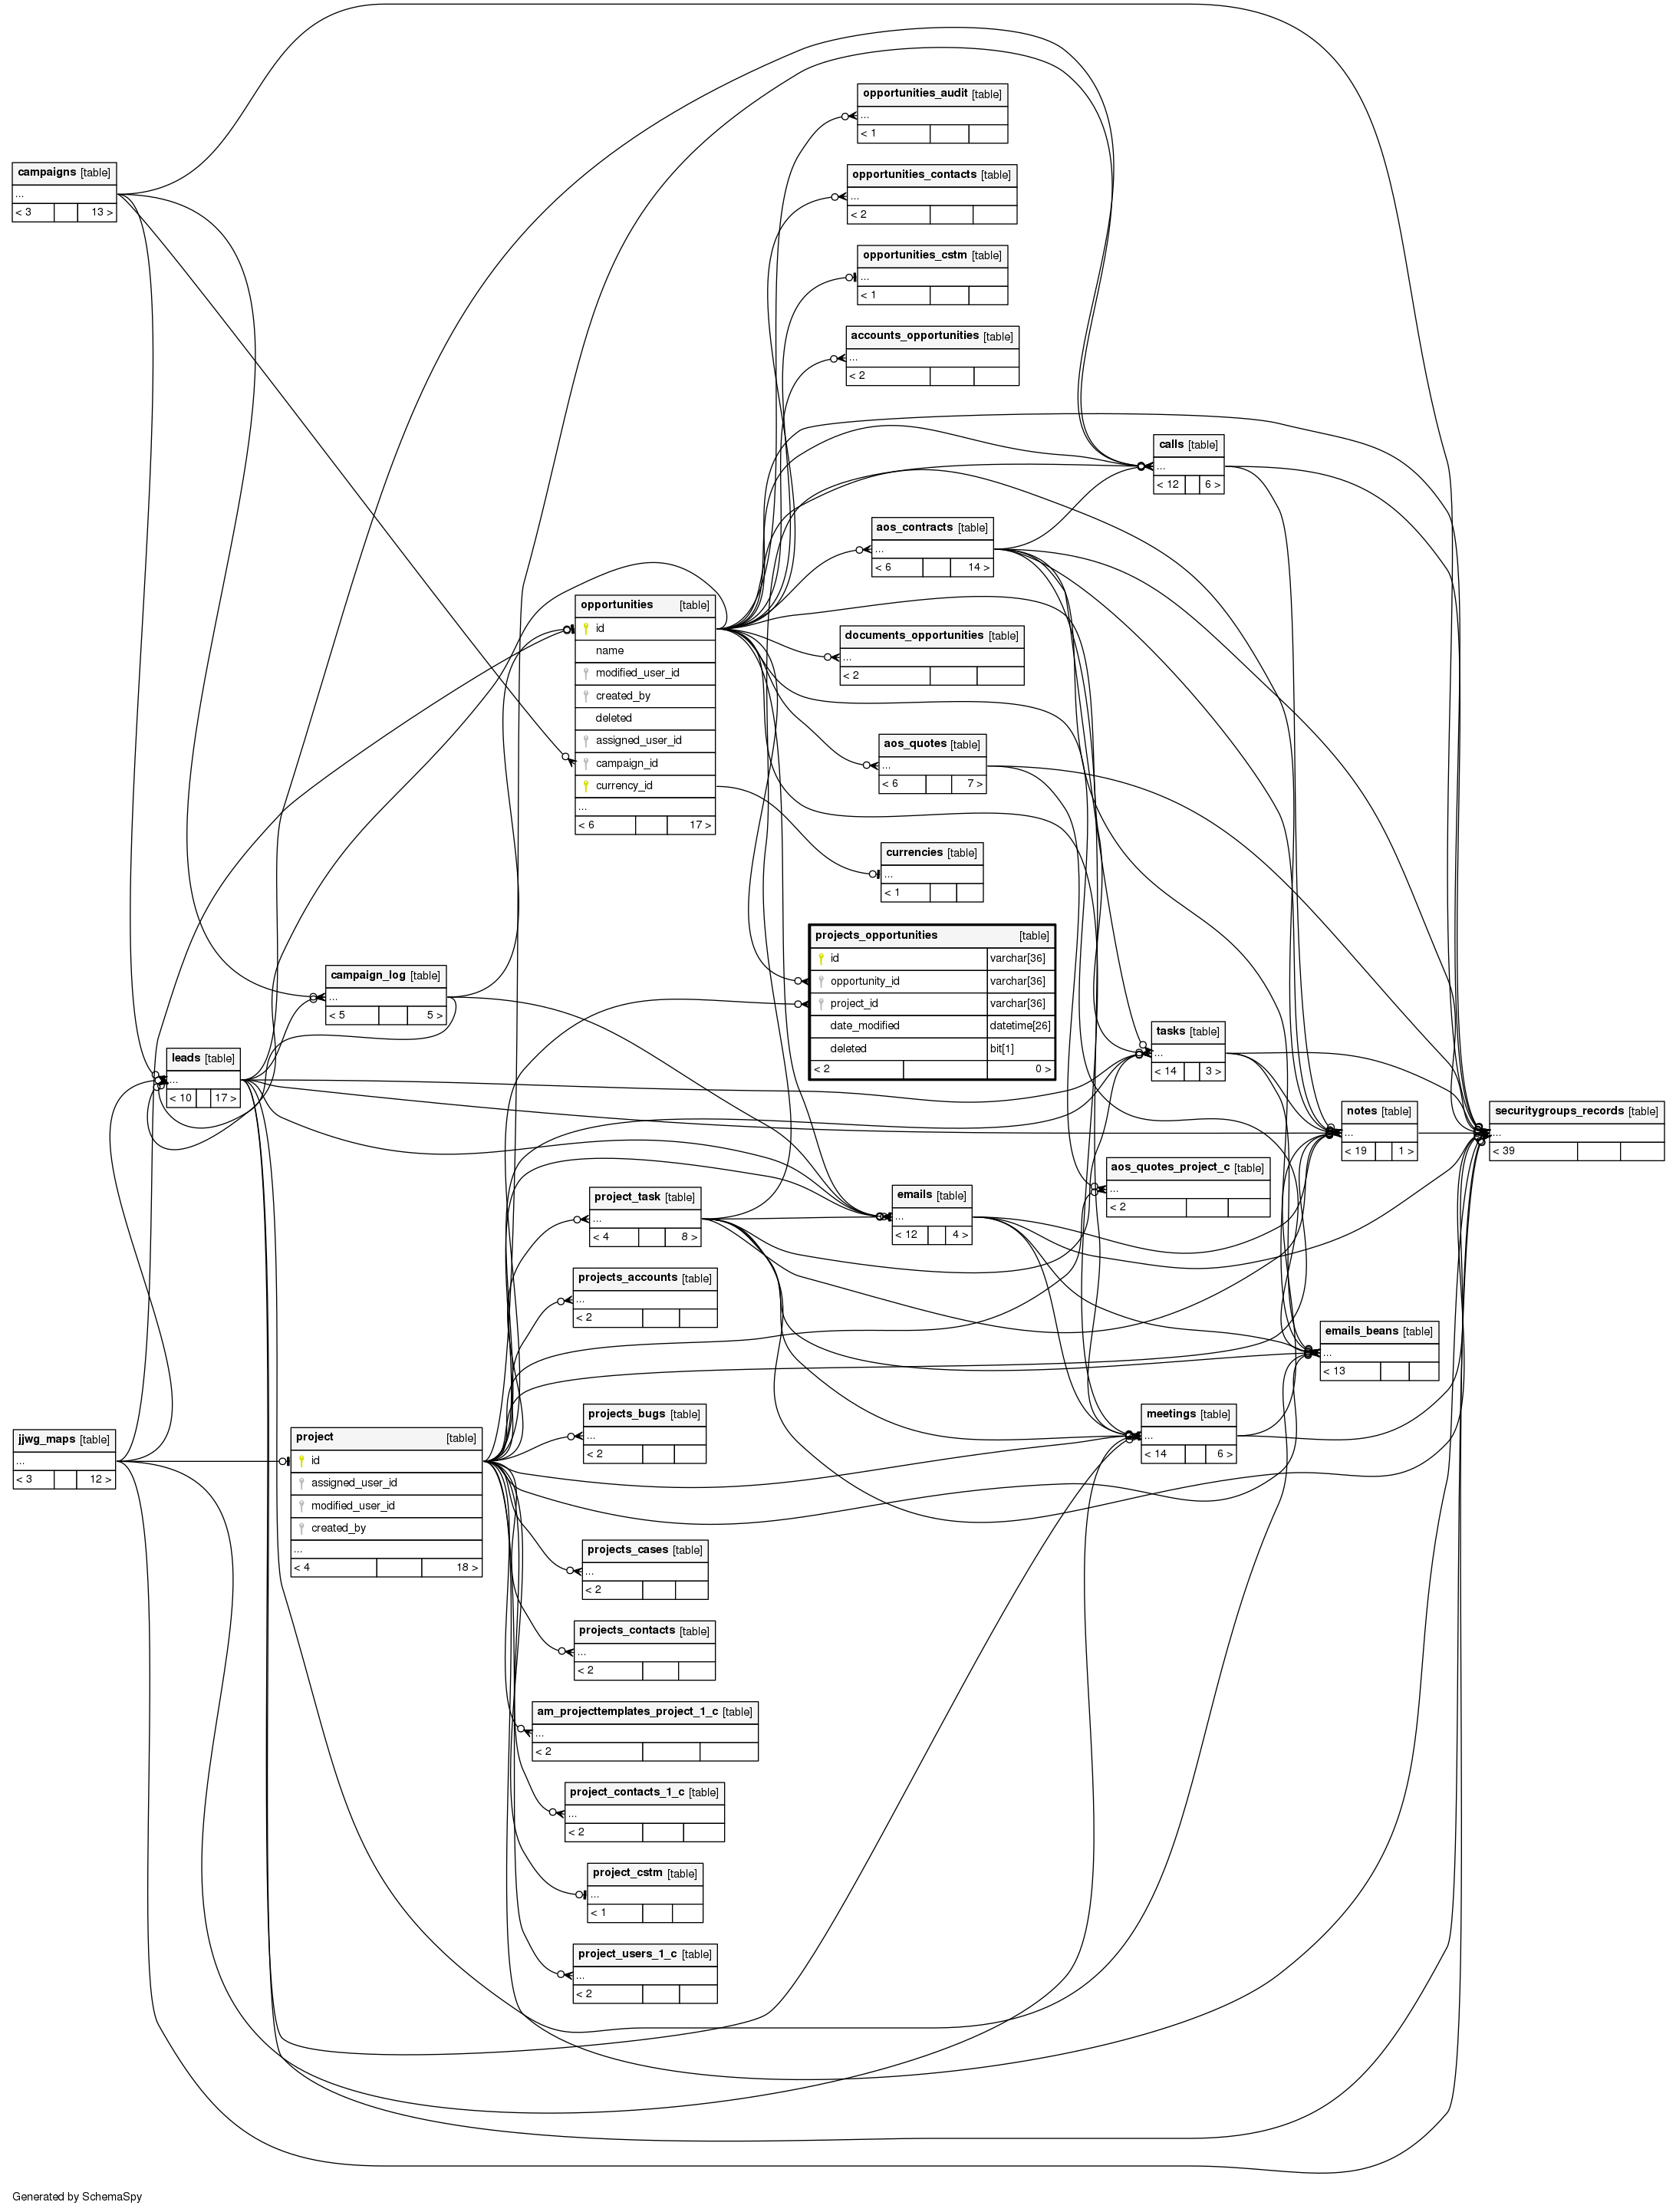 opportunities_audit [table]
...
< 1
campaigns [table]
...
< 3 13 >
opportunities_contacts [table]
...
< 2
opportunities_cstm [table]
...
< 1
accounts_opportunities [table]
...
< 2
calls [table]
...
< 12 6 >
aos_contracts [table]
...
< 6 14 >
opportunities [table]
id
name
modified_user_id
created_by
deleted
assigned_user_id
campaign_id
currency_id
...
< 6 17 >
documents_opportunities [table]
...
< 2
aos_quotes [table]
...
< 6 7 >
currencies [table]
...
< 1
projects_opportunities [table]
id varchar[36]
opportunity_id varchar[36]
project_id varchar[36]
date_modified datetime[26]
deleted bit[1]
< 2 0 >
campaign_log [table]
...
< 5 5 >
leads [table]
...
< 10 17 >
tasks [table]
...
< 14 3 >
notes [table]
...
< 19 1 >
securitygroups_records [table]
...
< 39
aos_quotes_project_c [table]
...
< 2
project_task [table]
...
< 4 8 >
emails [table]
...
< 12 4 >
projects_accounts [table]
...
< 2
emails_beans [table]
...
< 13
projects_bugs [table]
...
< 2
meetings [table]
...
< 14 6 >
jjwg_maps [table]
...
< 3 12 >
project [table]
id
assigned_user_id
modified_user_id
created_by
...
< 4 18 >
projects_cases [table]
...
< 2
projects_contacts [table]
...
< 2
am_projecttemplates_project_1_c [table]
...
< 2
project_contacts_1_c [table]
...
< 2
project_cstm [table]
...
< 1
project_users_1_c [table]
...
< 2
Generated by SchemaSpy